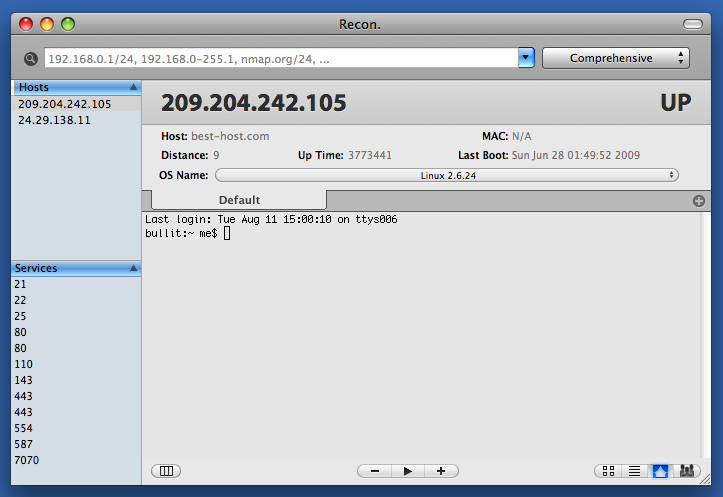 Recon.
192.168.0.1/24, 192.168.0-255.1, nmap.org/24, ...
Comprehensive
Hosts
209.204.242.105
24.29.138.11
209.204.242.105 UP
Host: best-host.com MAC: N/A
Distance: 9 Up Time: 3773441 Last Boot: Sun Jun 28 01:49:52 2009
OS Name: Linux 2.6.24
Default
Last login: Tue Aug 11 15:00:10 on ttys006
bullit:~ me$
Services
21
22
25
80
80
110
143
443
443
554
587
7070